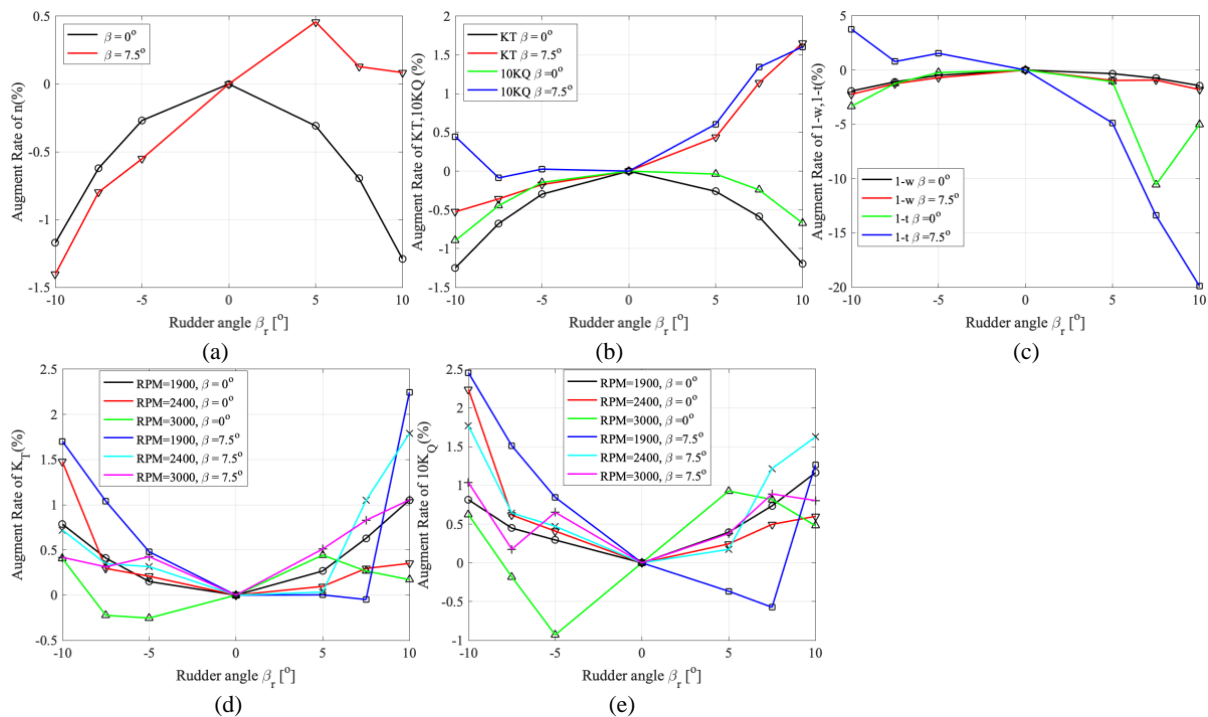 Augment Rate of n(%)
0.5
0
-0.5
-1
-1.5
β = 0°
β = 7.5°
-10 -5 0 5 10
Rudder angle β_r [°]
(a)
Augment Rate of KT,10KQ (%)
2
1.5
1
0.5
0
-0.5
-1
1.5
KT β = 0°
KT β = 7.5°
10KQ β =0°
10KQ β =7.5°
-10 -5 0 5 10
Rudder angle β_r [°]
(b)
Augment Rate of 1-w,1-t(%)
5
0
-5
-10
-15
-20
1-w β = 0°
1-w β = 7.5°
1-t β =0°
1-t β =7.5°
-10 -5 0 5 10
Rudder angle β_r [°]
(c)
Augment Rate of K_T(%)
2.5
2
1.5
1
0.5
0
-0.5
RPM=1900, β = 0°
RPM=2400, β = 0°
RPM=3000, β =0°
RPM=1900, β =7.5°
RPM=2400, β = 7.5°
RPM=3000, β = 7.5°
-10 -5 0 5 10
Rudder angle β_r [°]
(d)
Augment Rate of 10K_Q(%)
2.5
2
1.5
1
0.5
0
-0.5
-1
RPM=1900, β = 0°
RPM=2400, β = 0°
RPM=3000, β =0°
RPM=1900, β =7.5°
RPM=2400, β = 7.5°
RPM=3000, β = 7.5°
-10 -5 0 5 10
Rudder angle β_r [°]
(e)